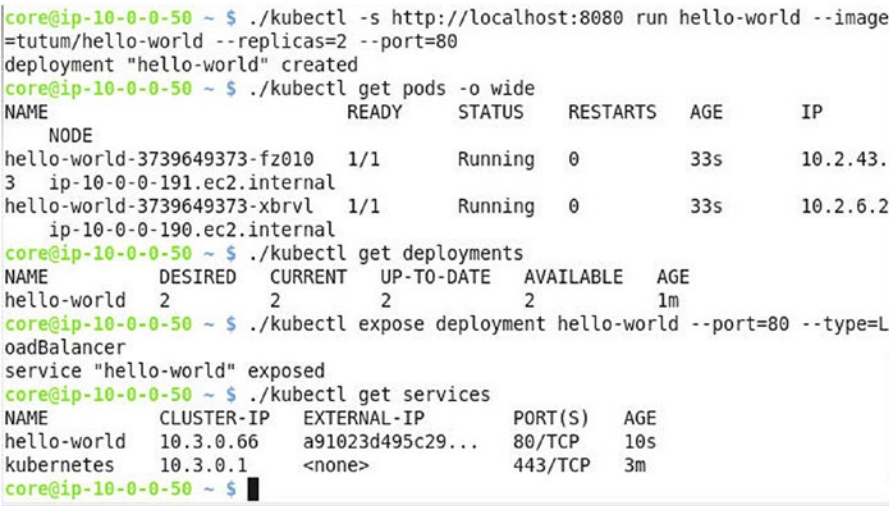 core@ip-10-0-0-50 ~ $ ./kubectl -s http://localhost:8080 run hello-world --image
=tutum/hello-world --replicas=2 --port=80
deployment "hello-world" created
core@ip-10-0-0-50 ~ $ ./kubectl get pods -o wide
NAME                           READY     STATUS    RESTARTS   AGE       IP
    NODE
hello-world-3739649373-fz010   1/1       Running   0          33s       10.2.43.
3   ip-10-0-0-191.ec2.internal
hello-world-3739649373-xbrvl   1/1       Running   0          33s       10.2.6.2
    ip-10-0-0-190.ec2.internal
core@ip-10-0-0-50 ~ $ ./kubectl get deployments
NAME          DESIRED   CURRENT   UP-TO-DATE   AVAILABLE   AGE
hello-world   2         2         2            2           1m
core@ip-10-0-0-50 ~ $ ./kubectl expose deployment hello-world --port=80 --type=L
oadBalancer
service "hello-world" exposed
core@ip-10-0-0-50 ~ $ ./kubectl get services
NAME          CLUSTER-IP   EXTERNAL-IP        PORT(S)   AGE
hello-world   10.3.0.66    a91023d495c29...   80/TCP    10s
kubernetes    10.3.0.1     <none>             443/TCP   3m
core@ip-10-0-0-50 ~ $